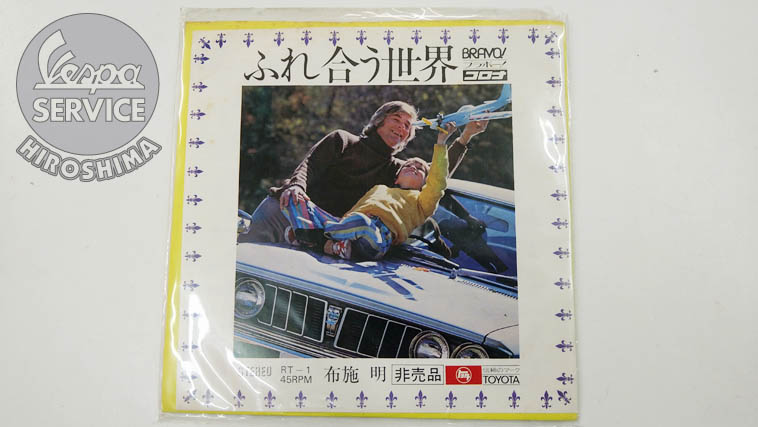 Vespa
SERVICE
HIROSHIMA
ふれ合う世界
BRAVO!
ブラボー!
コロナ
STEREO RT-1
45RPM
布施 明
非売品
TOYOTA